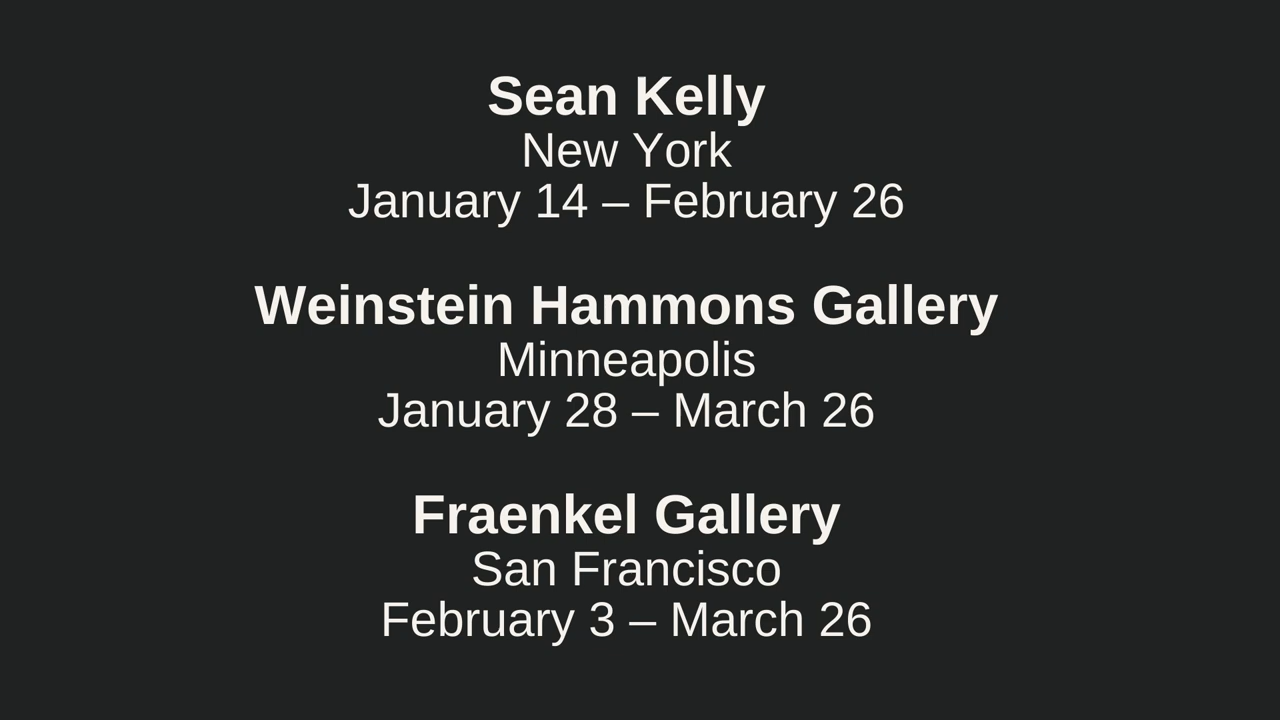 Sean Kelly
New York
January 14 – February 26
Weinstein Hammons Gallery
Minneapolis
January 28 – March 26
Fraenkel Gallery
San Francisco
February 3 – March 26